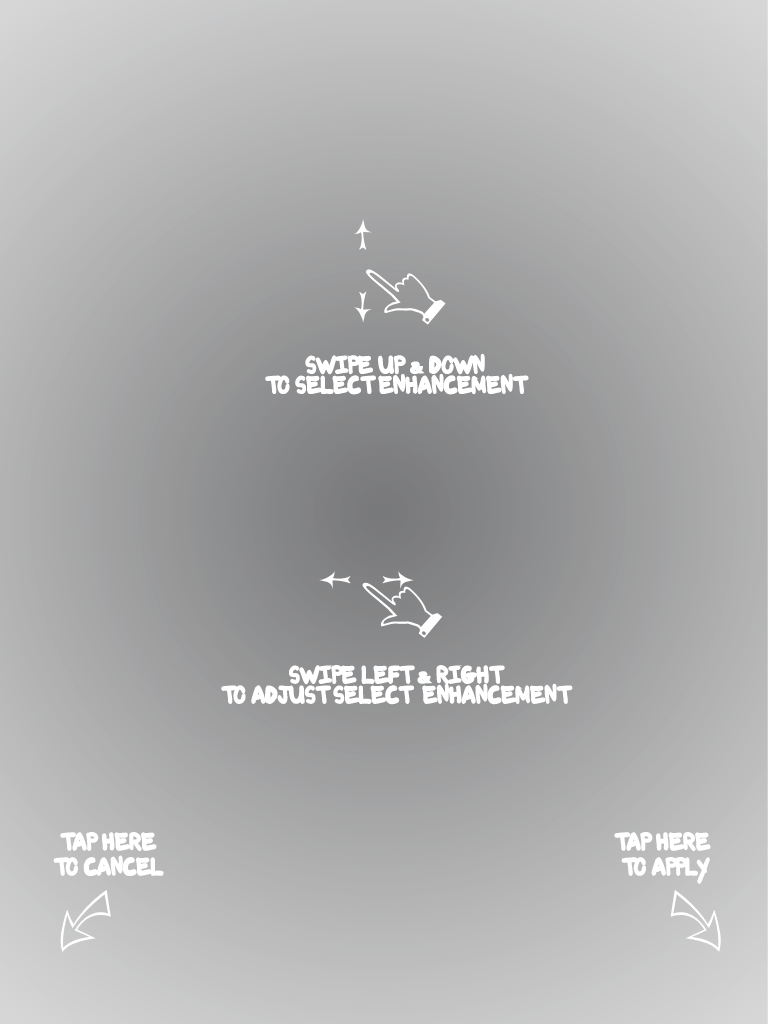 SWIPE UP & DOWN
TO SELECT ENHANCEMENT
SWIPE LEFT & RIGHT
TO ADJUST SELECT ENHANCEMENT
TAP HERE
TO CANCEL
TAP HERE
TO APPLY